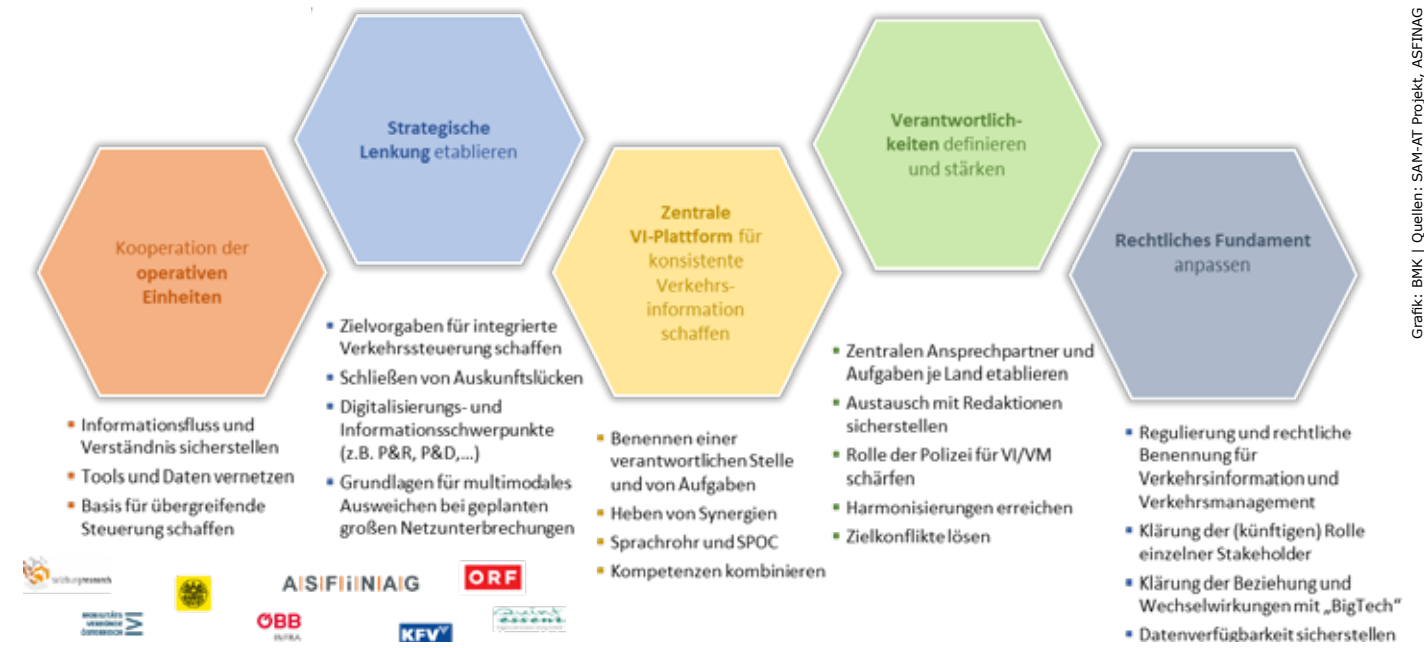 Kooperation der
operativen
Einheiten
Informationsfluss und
Verständnis sicherstellen
Tools und Daten vernetzen
Basis für übergreifende
Steuerung schaffen
Strategische
Lenkung etablieren
Zielvorgaben für integrierte
Verkehrssteuerung schaffen
Schließen von Auskunftslücken
Digitalisierungs- und
Informationsschwerpunkte
(z.B. P&R, P&D,...)
Grundlagen für multimodales
Ausweichen bei geplanten
großen Netzunterbrechungen
Zentrale
VI-Plattform für
konsistente
Verkehrs-
information
schaffen
Benennen einer
verantwortlichen Stelle
und von Aufgaben
Heben von Synergien
Sprachrohr und SPOC
Kompetenzen kombinieren
Verantwortlich-
keiten definieren
und stärken
Zentralen Ansprechpartner und
Aufgaben je Land etablieren
Austausch mit Redaktionen
sicherstellen
Rolle der Polizei für VI/VM
schärfen
Harmonisierungen erreichen
Zielkonflikte lösen
Rechtliches Fundament
anpassen
Regulierung und rechtliche
Benennung für
Verkehrsinformation und
Verkehrsmanagement
Klärung der (künftigen) Rolle
einzelner Stakeholder
Klärung der Beziehung und
Wechselwirkungen mit „BigTech“
Datenverfügbarkeit sicherstellen
salzburgresearch
MOBILITÄTS
VERBÜNDE
ÖSTERREICH
A|S|F|i|N|A|G
ÖBB
INFRA
ORF
KFV
quint
essenz
Grafik: BMK | Quellen: SAM-AT Projekt, ASFINAG